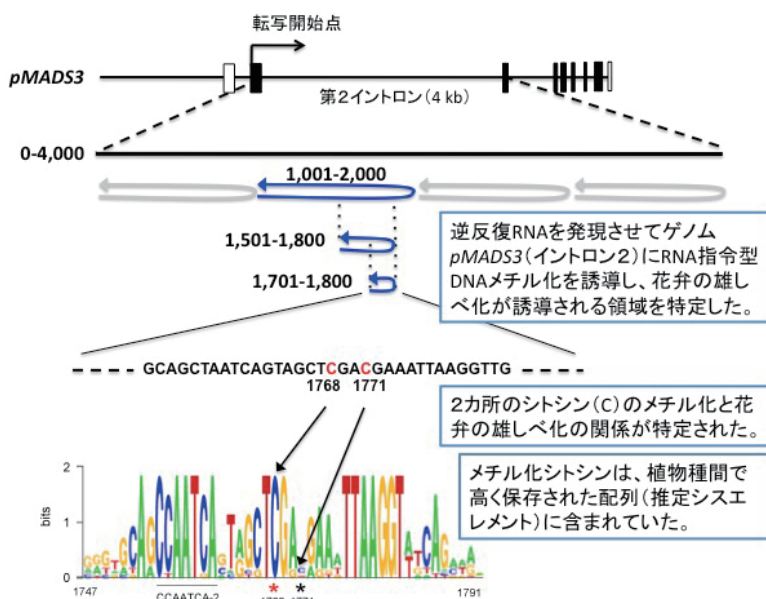 転写開始点
pMADS3
第2イントロン(4 kb)
0-4,000
1,001-2,000
1,501-1,800
1,701-1,800
逆反復RNAを発現させてゲノム
pMADS3(イントロン2)にRNA指令型
DNAメチル化を誘導し、花弁の雄し
べ化が誘導される領域を特定した。
GCAGCTAATCAGTAGCTCGACGAAATTAAGGTTG
1768 1771
2カ所のシトシン(C)のメチル化と花
弁の雄しべ化の関係が特定された。
メチル化シトシンは、植物種間で
高く保存された配列(推定シスエ
レメント)に含まれていた。
2
bits
1
0
* *
1747
CCAATCA-2
1791